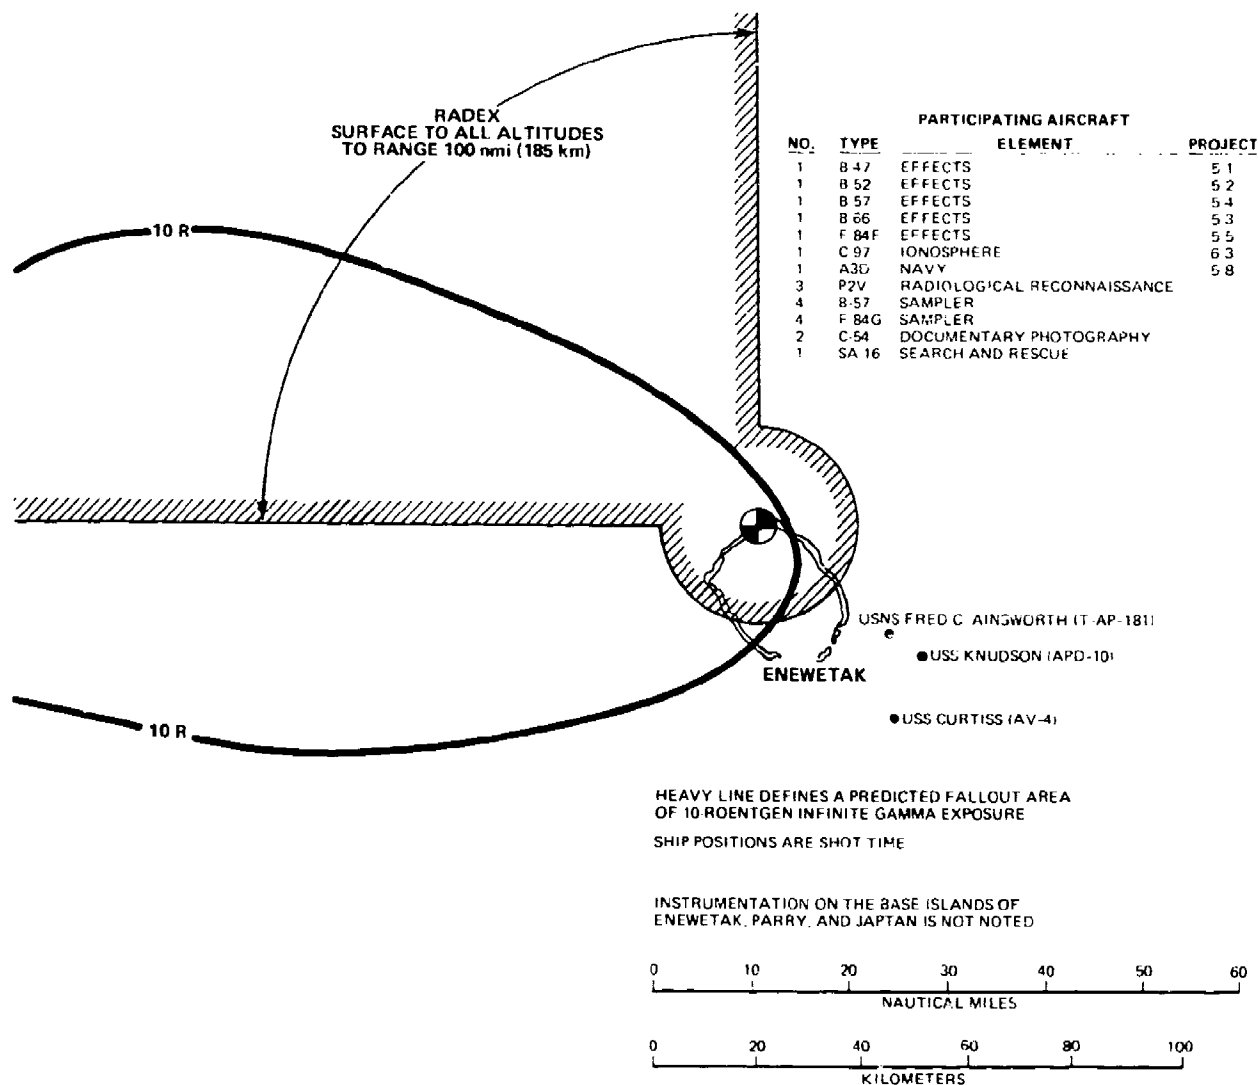 RADEX
SURFACE TO ALL ALTITUDES
TO RANGE 100 nmi (185 km)
PARTICIPATING AIRCRAFT
NO. TYPE ELEMENT PROJECT
1 B-47 EFFECTS 5 1
1 B 52 EFFECTS 5 2
1 B 57 EFFECTS 5 4
1 B 66 EFFECTS 5 3
1 F 84F EFFECTS 5 5
1 C 97 IONOSPHERE 6 3
1 A3D NAVY 5 8
3 P2V RADIOLOGICAL RECONNAISSANCE
4 B-57 SAMPLER
4 F 84G SAMPLER
2 C-54 DOCUMENTARY PHOTOGRAPHY
1 SA 16 SEARCH AND RESCUE
10 R
USNS FRED C AINSWORTH (T-AP-181)
USS KNUDSON (APD-10)
ENEWETAK
USS CURTISS (AV-4)
10 R
HEAVY LINE DEFINES A PREDICTED FALLOUT AREA
OF 10-ROENTGEN INFINITE GAMMA EXPOSURE
SHIP POSITIONS ARE SHOT TIME
INSTRUMENTATION ON THE BASE ISLANDS OF
ENEWETAK, PARRY, AND JAPTAN IS NOT NOTED
0 10 20 30 40 50 60
NAUTICAL MILES
0 20 40 60 80 100
KILOMETERS